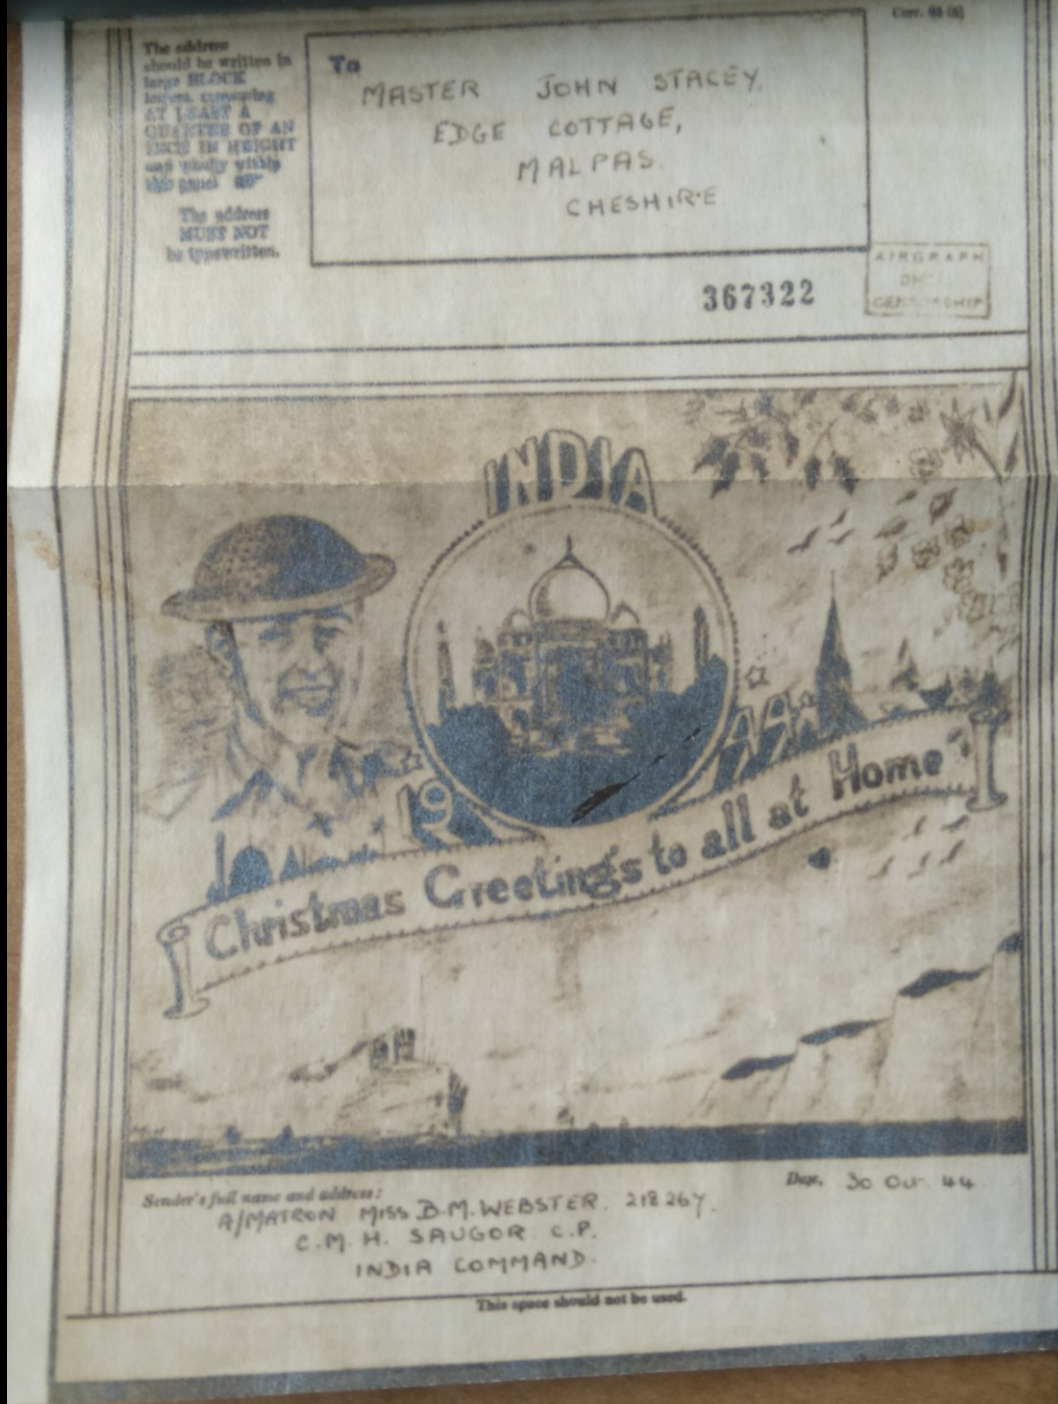 Curr. 98 (A)
The address
should be written in
large BLOCK
letters, occupying
AT LEAST A
QUARTER OF AN
INCH IN HEIGHT
and wholly within
this panel
The address
MUST NOT
be typewritten.
To
MASTER JOHN STACEY,
EDGE COTTAGE,
MALPAS.
CHESHIRE
367322
AIRGRAPH
CENSORSHIP
INDIA
1944
Christmas Greetings to all at Home
Sender's full name and address:
Date,
30 Oct. 44.
A/MATRON MISS B.M. WEBSTER. 218267.
C.M.H. SAUGOR C.P.
INDIA COMMAND.
This space should not be used.